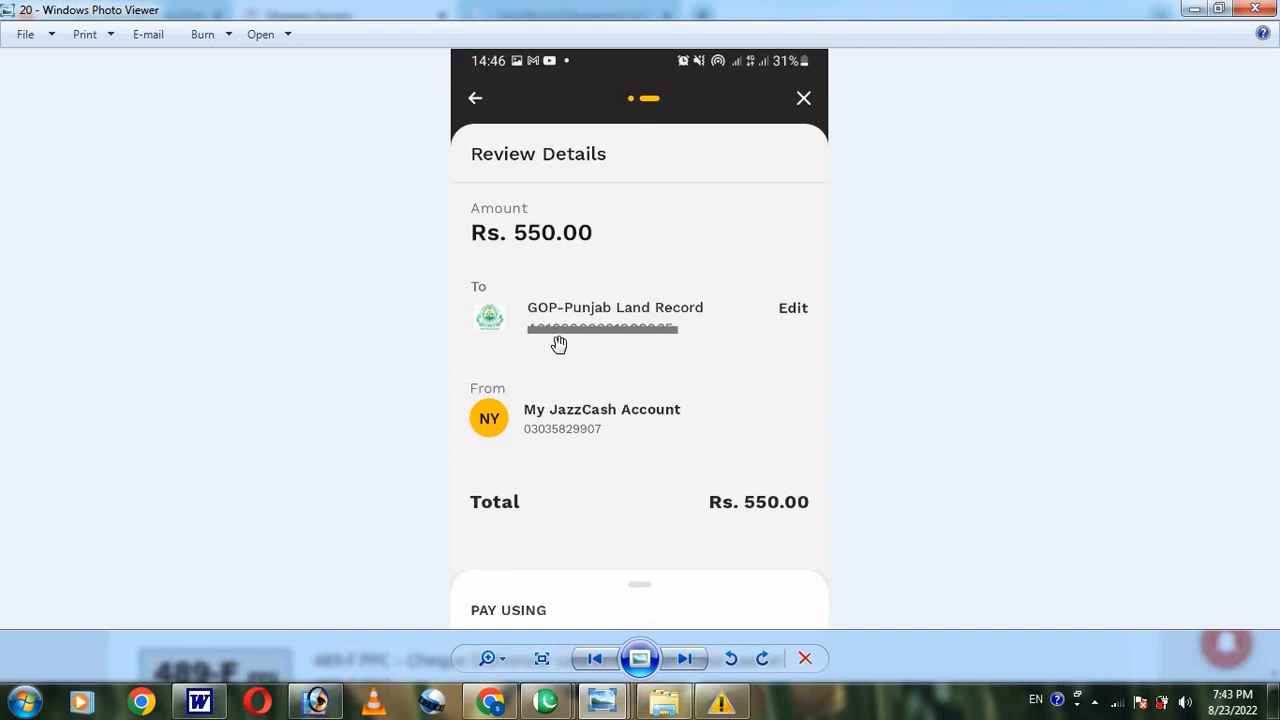 20 - Windows Photo Viewer
File Print E-mail Burn Open
14:46 4G 31%
Review Details
Amount
Rs. 550.00
To
GOP-Punjab Land Record
Edit
From
NY
My JazzCash Account
03035829907
Total Rs. 550.00
PAY USING
489-F
EN 7:43 PM
8/23/2022